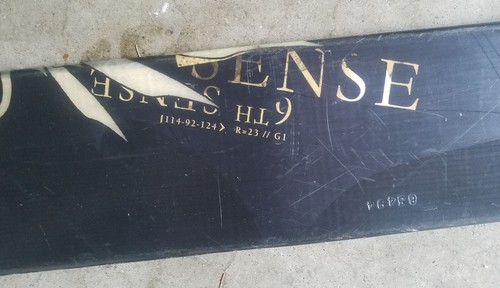 SENSE
6TH SENSE
114-92-124 R=23 // G1